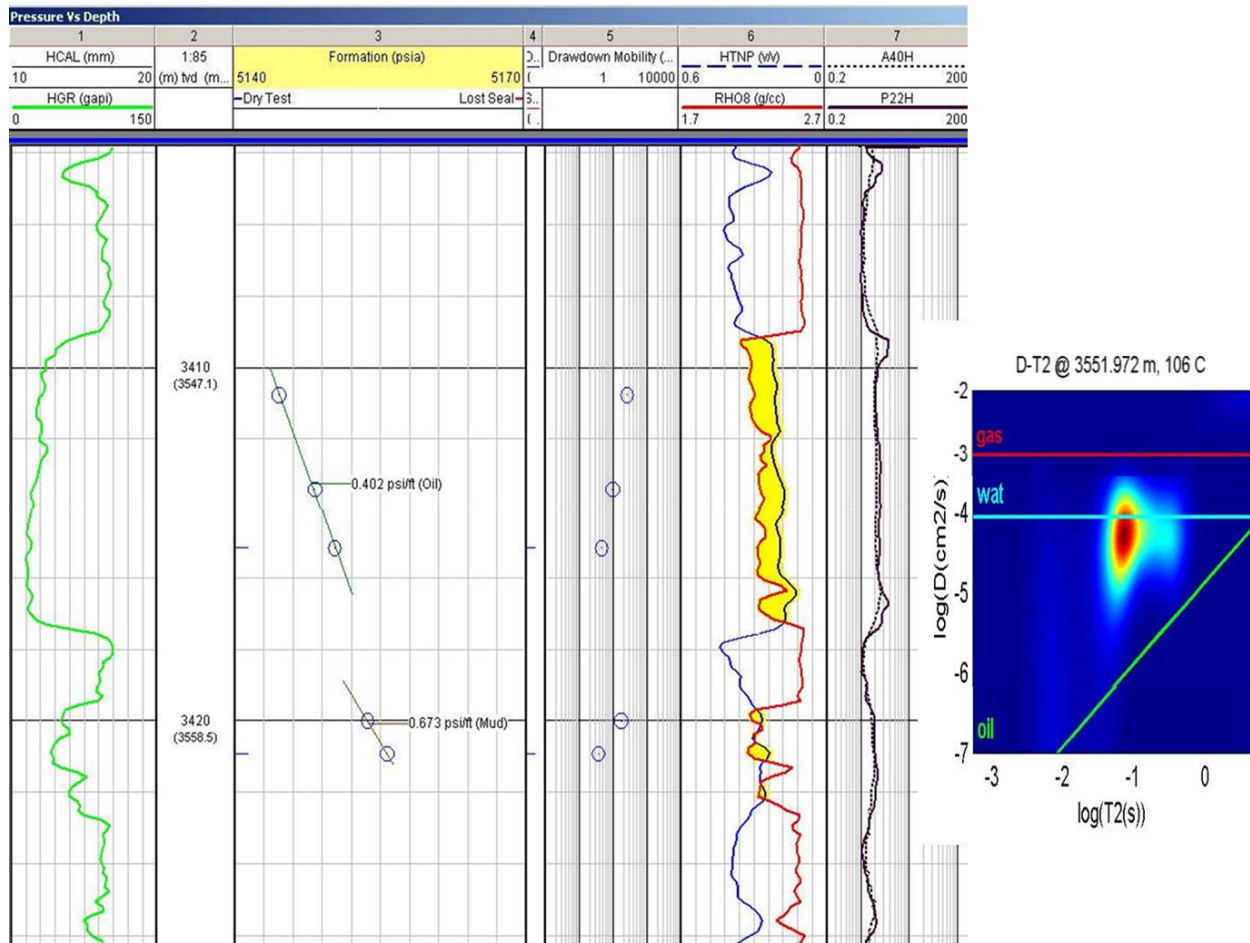 Pressure Vs Depth
1 2 3 4 5 6 7
HCAL (mm) 1:85 Formation (psia) D.. Drawdown Mobility (... HTNP (v/v) A40H
10 20 (m) tvd (m... 5140 5170 1 10000 0.6 0 0.2 200
HGR (gapi) Dry Test Lost Seal S.. RHO8 (g/cc) P22H
0 150 1.7 2.7 0.2 200
3410
(3547.1)
0.402 psi/ft (Oil)
3420
(3558.5)
0.673 psi/ft (Mud)
D-T2 @ 3551.972 m, 106 C
log(D(cm2/s))
-2
gas
-3
wat
-4
-5
-6
oil
-7
-3 -2 -1 0
log(T2(s))